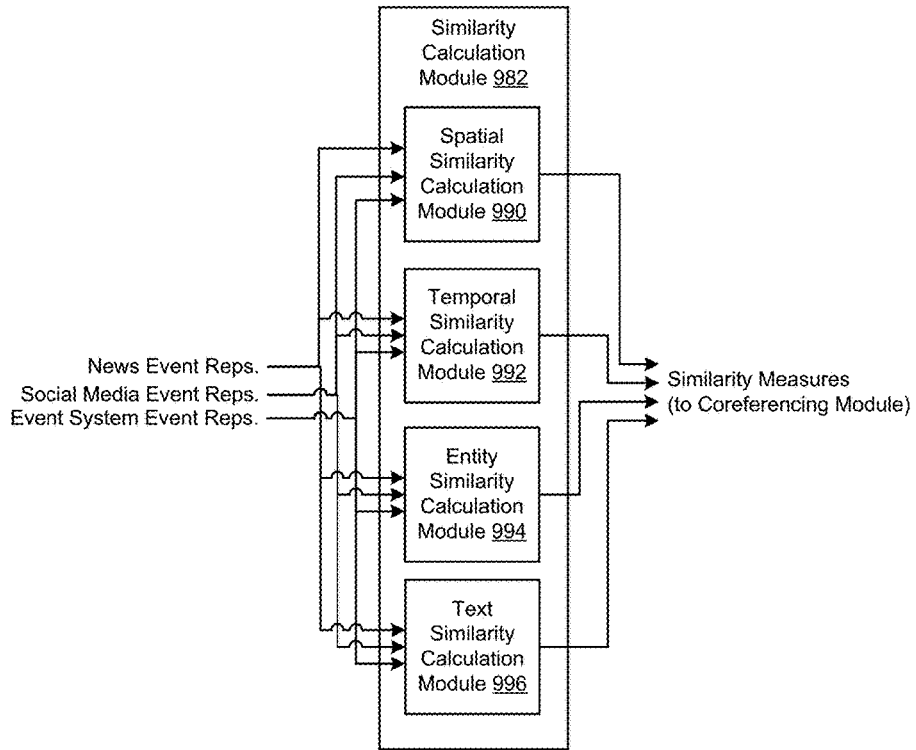 Similarity
Calculation
Module 982
Spatial
Similarity
Calculation
Module 990
Temporal
Similarity
Calculation
Module 992
News Event Reps.
Social Media Event Reps.
Event System Event Reps.
Similarity Measures
(to Coreferencing Module)
Entity
Similarity
Calculation
Module 994
Text
Similarity
Calculation
Module 996